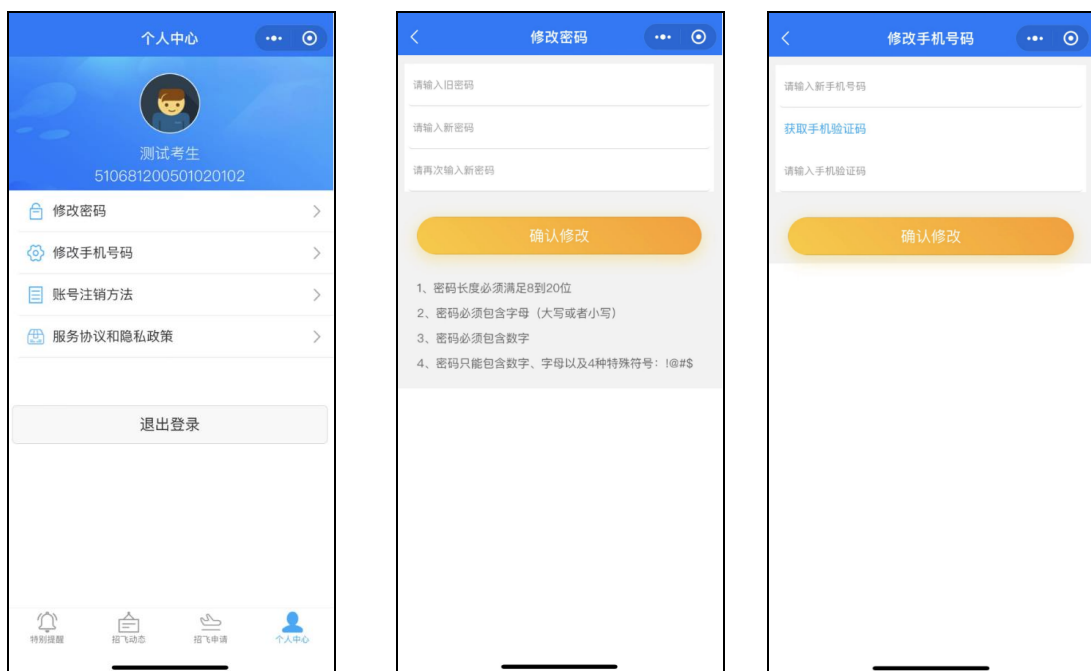 个人中心
测试考生
510681200501020102
修改密码
修改手机号码
账号注销方法
服务协议和隐私政策
退出登录
特别提醒
招飞动态
招飞申请
个人中心
修改密码
请输入旧密码
请输入新密码
请再次输入新密码
确认修改
1、密码长度必须满足8到20位
2、密码必须包含字母（大写或者小写）
3、密码必须包含数字
4、密码只能包含数字、字母以及4种特殊符号：!@#$
修改手机号码
请输入新手机号码
获取手机验证码
请输入手机验证码
确认修改